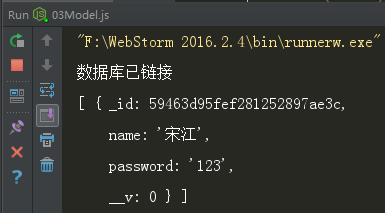 Run 03Model.js
"F:\WebStorm 2016.2.4\bin\runnerw.exe"
数据库已链接
[ { _id: 59463d95fef281252897ae3c,
name: '宋江',
password: '123',
__v: 0 } ]